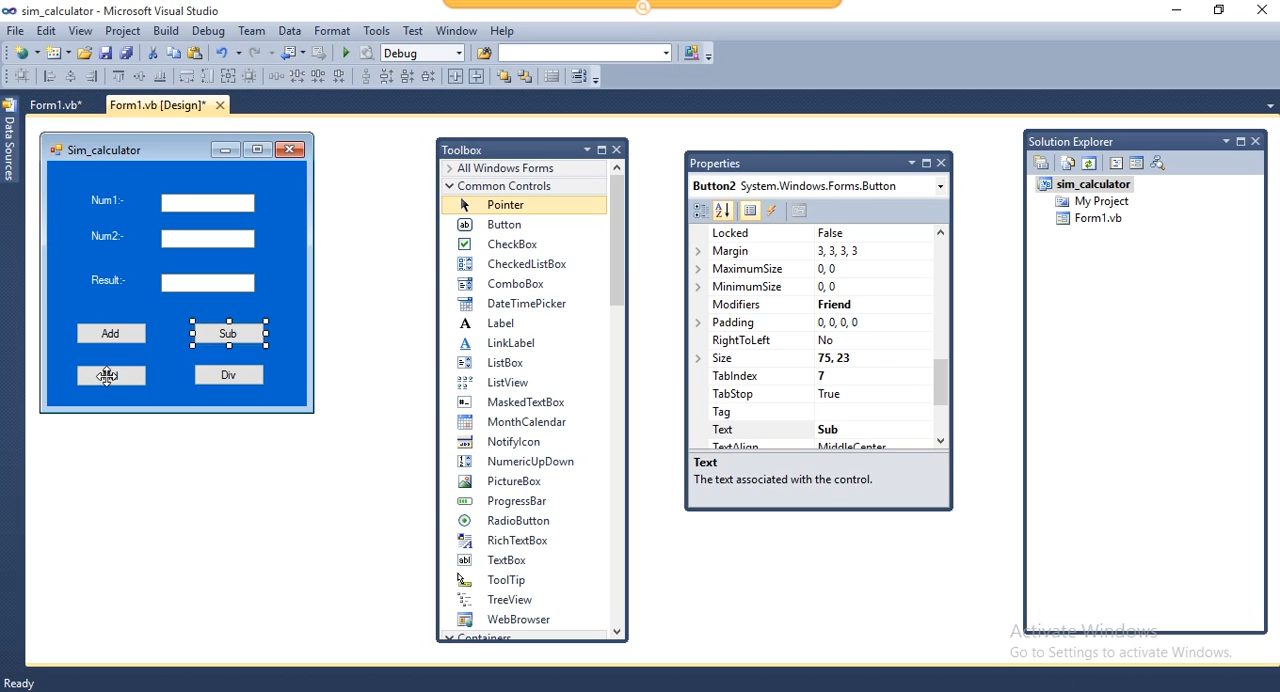 sim_calculator - Microsoft Visual Studio
File Edit View Project Build Debug Team Data Format Tools Test Window Help
Debug
Form1.vb* Form1.vb [Design]*
Data Sources
Sim_calculator
Num1:-
Num2:-
Result:-
Add Sub
Div
Toolbox
All Windows Forms
Common Controls
Pointer
Button
CheckBox
CheckedListBox
ComboBox
DateTimePicker
Label
LinkLabel
ListBox
ListView
MaskedTextBox
MonthCalendar
NotifyIcon
NumericUpDown
PictureBox
ProgressBar
RadioButton
RichTextBox
TextBox
ToolTip
TreeView
WebBrowser
Containers
Properties
Button2 System.Windows.Forms.Button
Locked False
Margin 3, 3, 3, 3
MaximumSize 0, 0
MinimumSize 0, 0
Modifiers Friend
Padding 0, 0, 0, 0
RightToLeft No
Size 75, 23
TabIndex 7
TabStop True
Tag
Text Sub
TextAlign MiddleCenter
Text
The text associated with the control.
Solution Explorer
sim_calculator
My Project
Form1.vb
Activate Windows
Go to Settings to activate Windows.
Ready